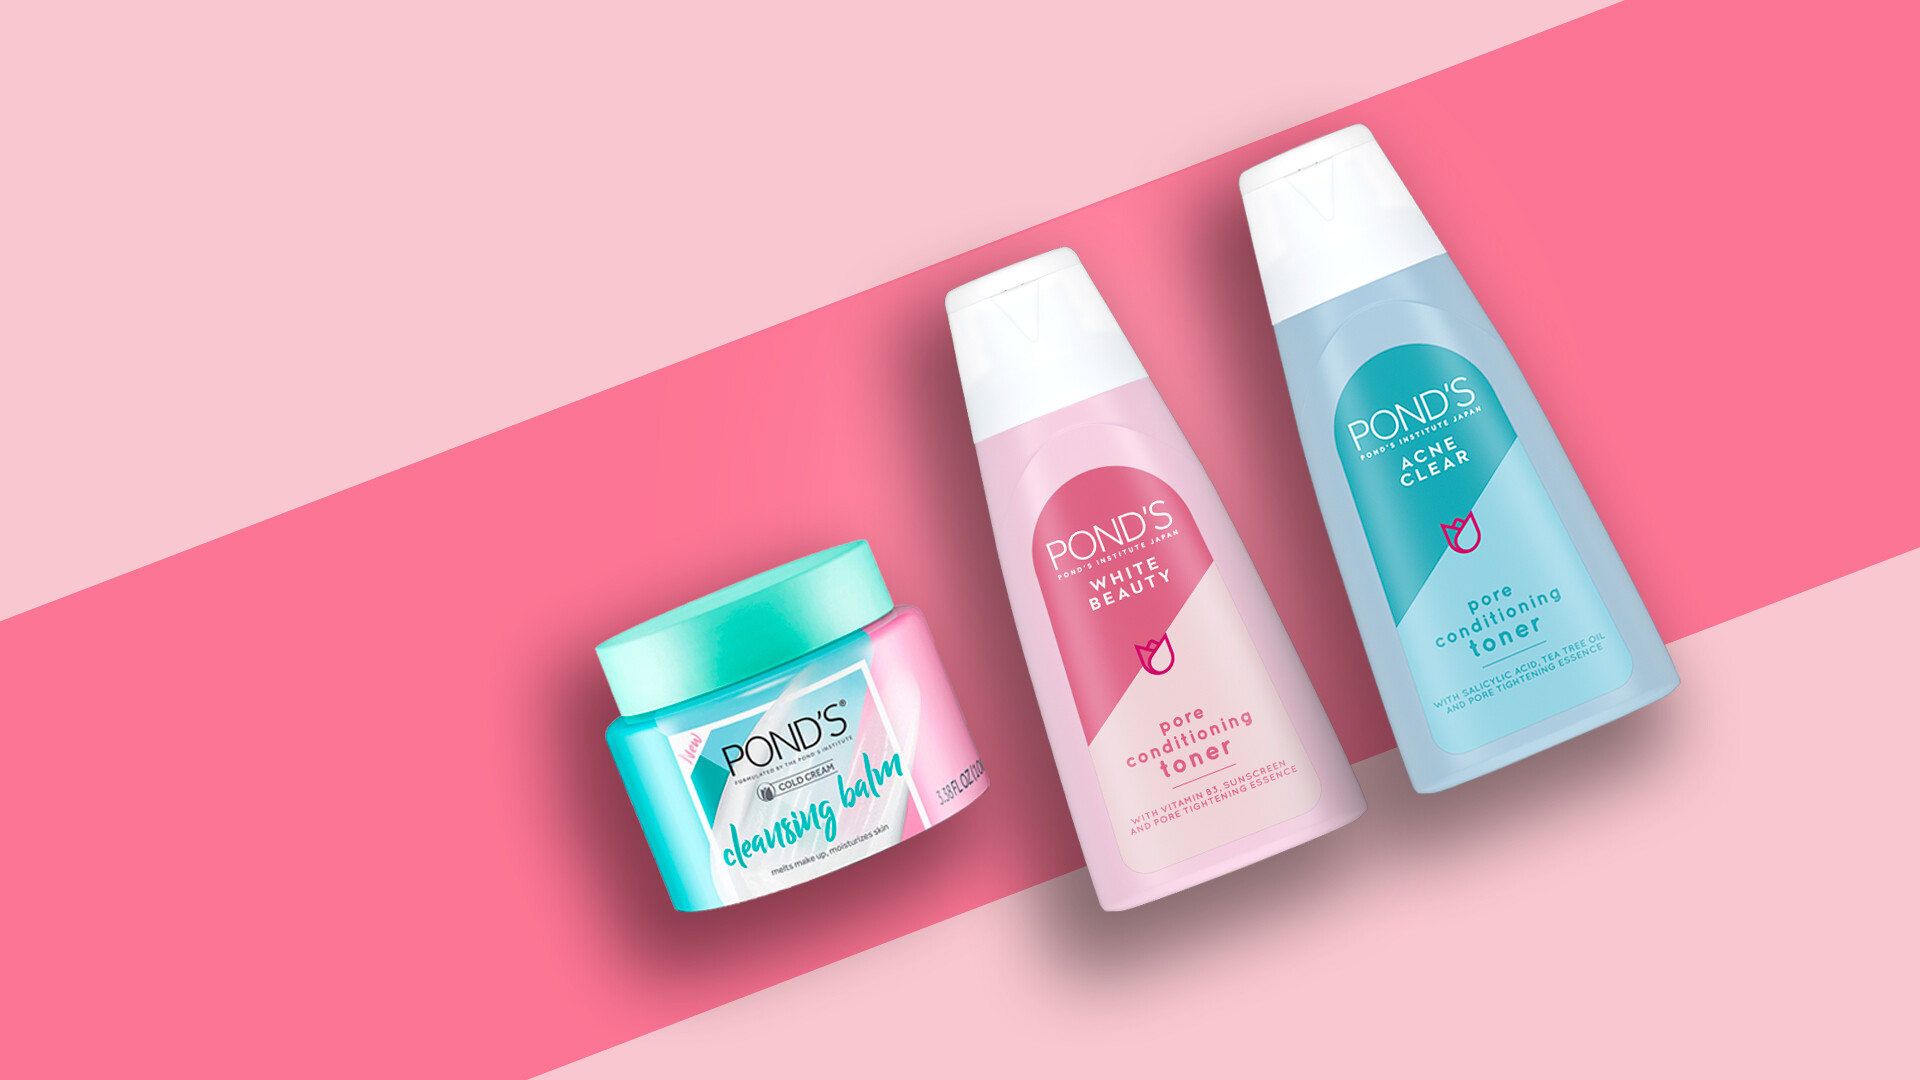 New
POND'S®
FORMULATED BY THE POND'S INSTITUTE
COLD CREAM
cleansing balm
melts make up, moisturizes skin
3.38 FL OZ (10
POND'S
POND'S INSTITUTE JAPAN
WHITE
BEAUTY
pore
conditioning
toner
WITH VITAMIN B3, SUNSCREEN
AND PORE TIGHTENING ESSENCE
POND'S
POND'S INSTITUTE JAPAN
ACNE
CLEAR
pore
conditioning
toner
WITH SALICYLIC ACID, TEA TREE OIL
AND PORE TIGHTENING ESSENCE